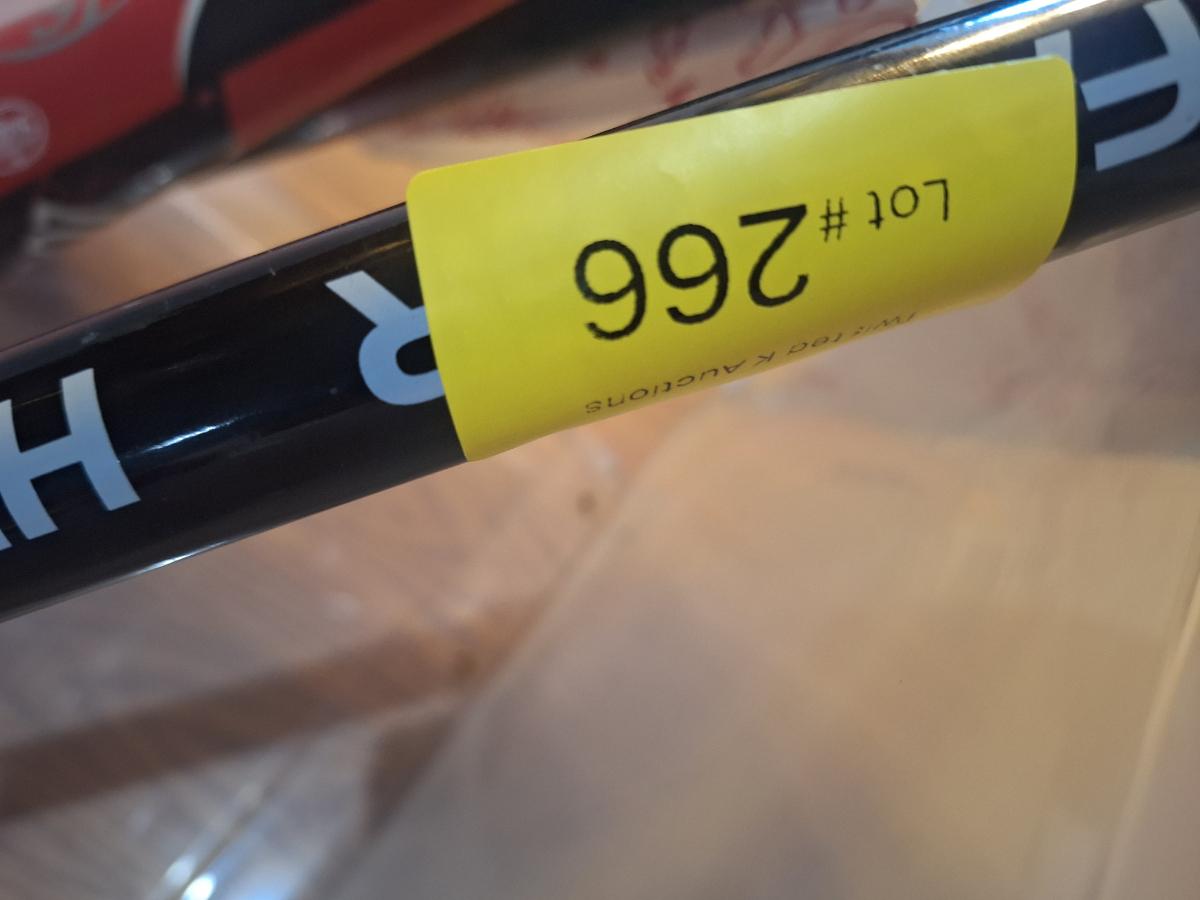 Twisted K Auctions
Lot # 266
R H